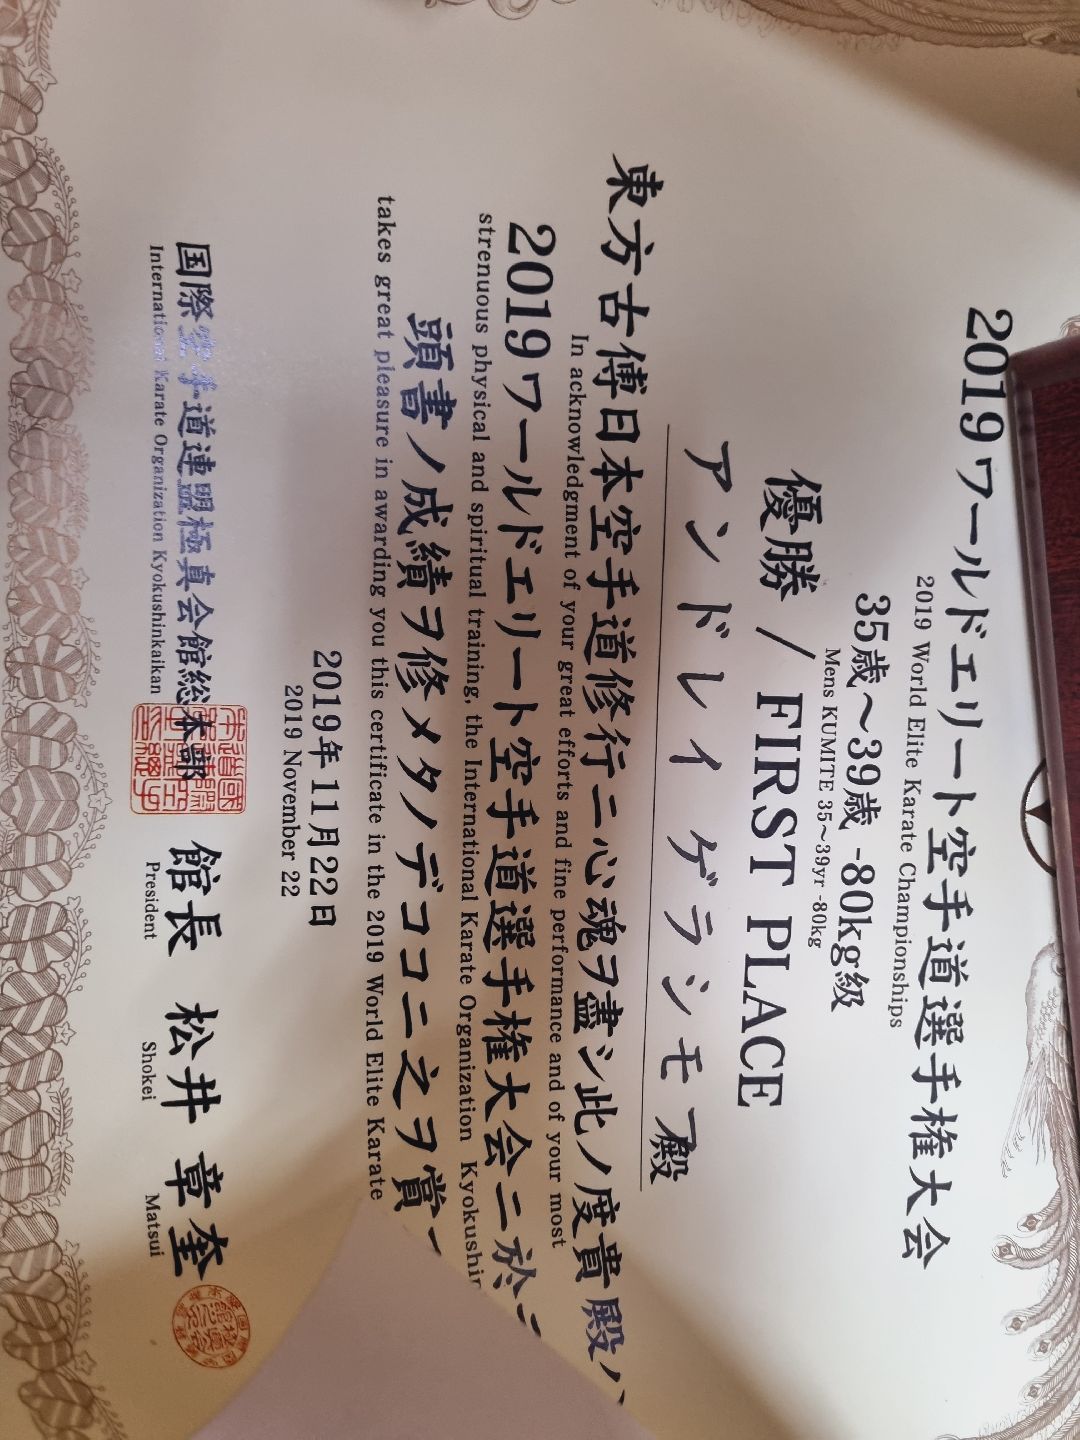 2019ワールドエリート空手道選手権大会
2019 World Elite Karate Championships
35歳〜39歳 -80kg級
Mens KUMITE 35〜39yr -80kg
優勝 / FIRST PLACE
アンドレイ ゲラシモフ殿
東方古傳日本空手道修行ニ心魂ヲ盡シ此ノ度貴殿ハ
In acknowledgment of your great efforts and fine performance and of your most
2019ワールドエリート空手道選手権大会ニ於テ
strenuous physical and spiritual training, the International Karate Organization Kyokushin
頭書ノ成績ヲ修メタノデココニ之ヲ賞
takes great pleasure in awarding you this certificate in the 2019 World Elite Karate
2019年11月22日
2019 November 22
国際空手道連盟極真会館総本部 館長 松井 章奎
International Karate Organization Kyokushinkaikan President Shokei Matsui